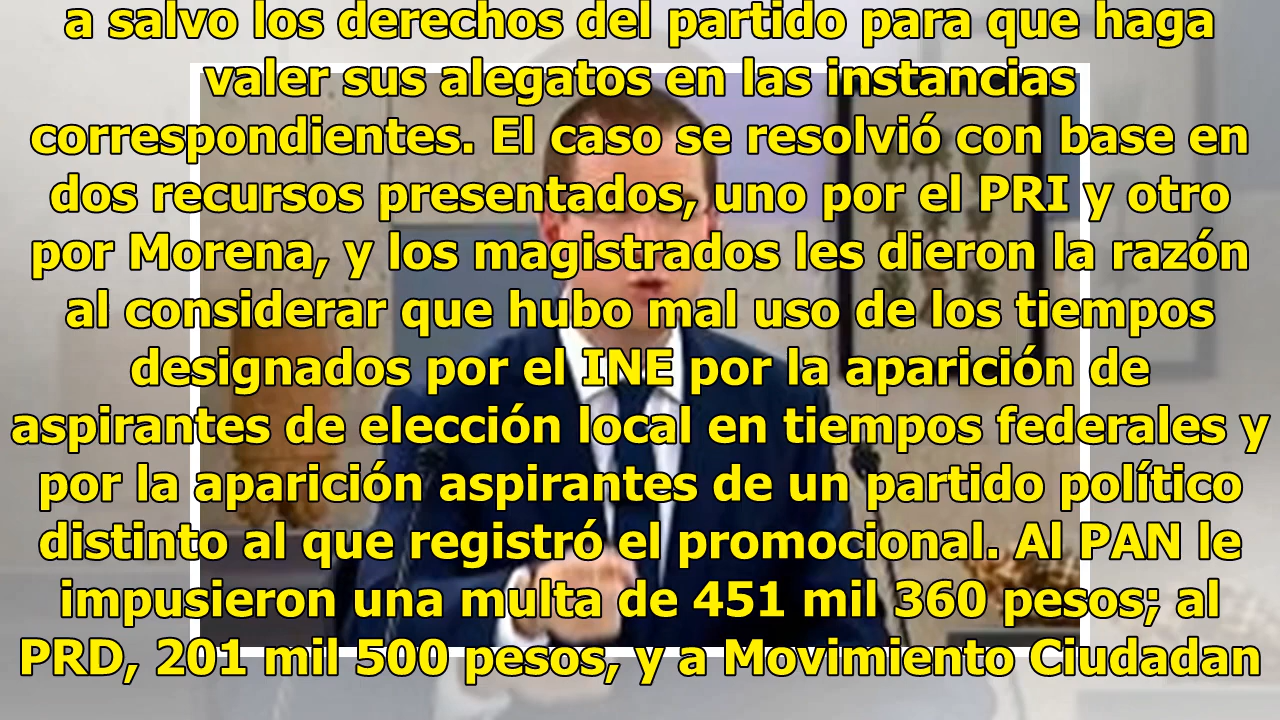 a salvo los derechos del partido para que haga
valer sus alegatos en las instancias
correspondientes. El caso se resolvió con base en
dos recursos presentados, uno por el PRI y otro
por Morena, y los magistrados les dieron la razón
al considerar que hubo mal uso de los tiempos
designados por el INE por la aparición de
aspirantes de elección local en tiempos federales y
por la aparición aspirantes de un partido político
distinto al que registró el promocional. Al PAN le
impusieron una multa de 451 mil 360 pesos; al
PRD, 201 mil 500 pesos, y a Movimiento Ciudadan